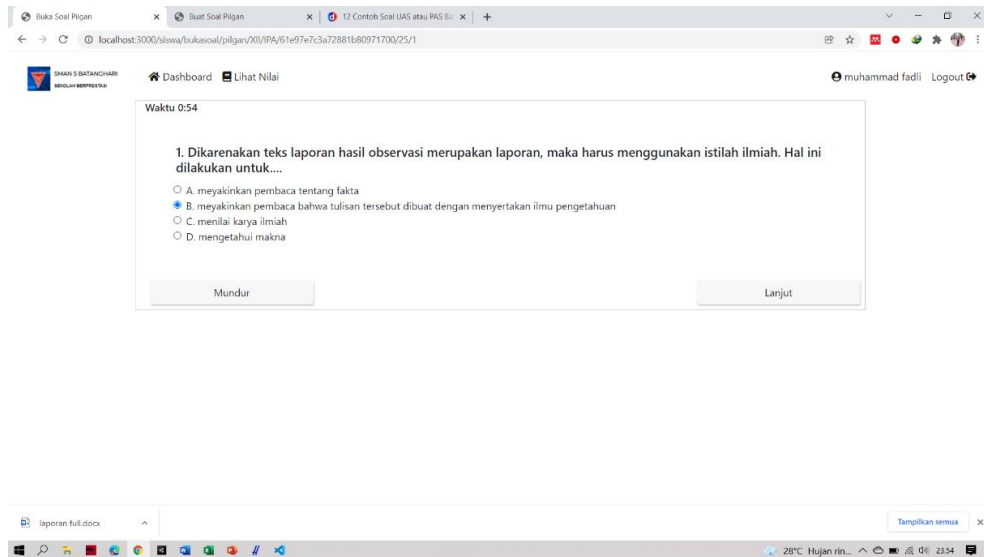 Buka Soal Pilgan
Buat Soal Pilgan
12 Contoh Soal UAS atau PAS Ba
localhost:3000/siswa/bukasoal/pilgan/XII/IPA/61e97e7c3a72881b80971700/25/1
SMAN 5 BATANGHARI
SEKOLAH BERPRESTASI
Dashboard
Lihat Nilai
muhammad fadli
Logout
Waktu 0:54
1. Dikarenakan teks laporan hasil observasi merupakan laporan, maka harus menggunakan istilah ilmiah. Hal ini
dilakukan untuk....
A. meyakinkan pembaca tentang fakta
B. meyakinkan pembaca bahwa tulisan tersebut dibuat dengan menyertakan ilmu pengetahuan
C. menilai karya ilmiah
D. mengetahui makna
Mundur
Lanjut
laporan full.docx
Tampilkan semua
28°C Hujan rin...
23.54